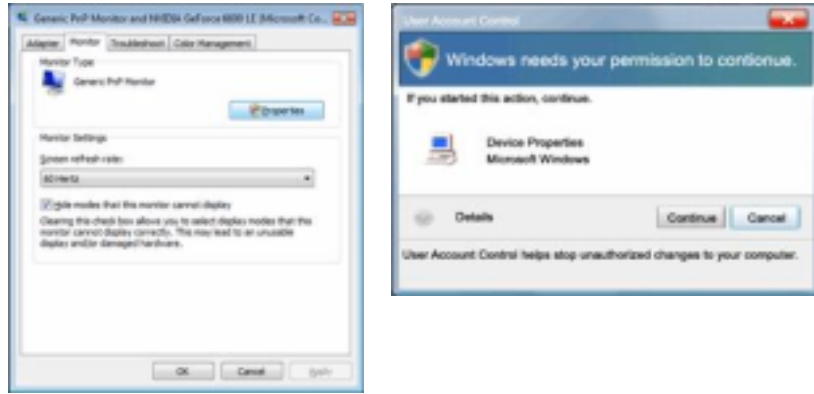 Generic PnP Monitor and NVIDIA GeForce 6600 LE (Microsoft Co...
Adapter Monitor Troubleshoot Color Management
Monitor Type
Generic PnP Monitor
Properties
Monitor Settings
Screen refresh rate:
60 Hertz
Hide modes that this monitor cannot display
Clearing this check box allows you to select display modes that this
monitor cannot display correctly. This may lead to an unusable
display and/or damaged hardware.
OK Cancel Apply
User Account Control
Windows needs your permission to contionue.
If you started this action, continue.
Device Properties
Microsoft Windows
Details Continue Cancel
User Account Control helps stop unauthorized changes to your computer.